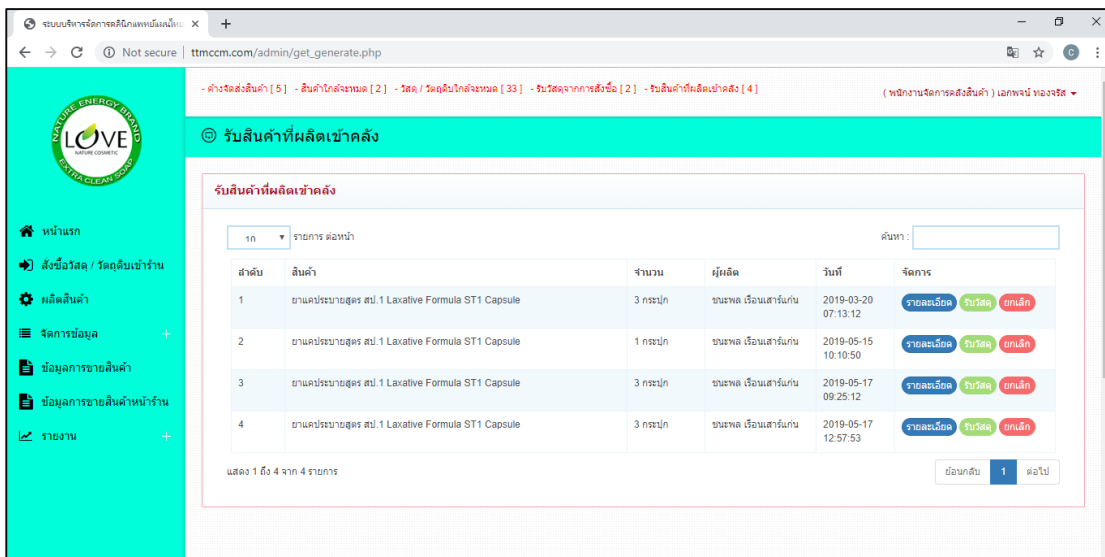 ระบบบริหารจัดการคลินิกแพทย์แผนไทย
Not secure | ttmccm.com/admin/get_generate.php
C
- ค้างจัดส่งสินค้า [ 5 ] - สินค้าใกล้จะหมด [ 2 ] - วัสดุ / วัตถุดิบใกล้จะหมด [ 33 ] - รับวัสดุจากการสั่งซื้อ [ 2 ] - รับสินค้าที่ผลิตเข้าคลัง [ 4 ]
( พนักงานจัดการคลังสินค้า ) เอกพจน์ ทองจรัส
NATURE ENERGY BRAND
LOVE
NATURE COSMETIC
EXTRA CLEAN SOAP
รับสินค้าที่ผลิตเข้าคลัง
หน้าแรก
สั่งซื้อวัสดุ / วัตถุดิบเข้าร้าน
ผลิตสินค้า
จัดการข้อมูล +
ข้อมูลการขายสินค้า
ข้อมูลการขายสินค้าหน้าร้าน
รายงาน +
รับสินค้าที่ผลิตเข้าคลัง
10 รายการ ต่อหน้า
ค้นหา :
ลำดับ สินค้า จำนวน ผู้ผลิต วันที่ จัดการ
1 ยาแคประบายสูตร สป.1 Laxative Formula ST1 Capsule 3 กระปุก ชนะพล เรือนเสาร์แก่น 2019-03-20 รายละเอียด รับวัสดุ ยกเลิก
07:13:12
2 ยาแคประบายสูตร สป.1 Laxative Formula ST1 Capsule 1 กระปุก ชนะพล เรือนเสาร์แก่น 2019-05-15 รายละเอียด รับวัสดุ ยกเลิก
10:10:50
3 ยาแคประบายสูตร สป.1 Laxative Formula ST1 Capsule 3 กระปุก ชนะพล เรือนเสาร์แก่น 2019-05-17 รายละเอียด รับวัสดุ ยกเลิก
09:25:12
4 ยาแคประบายสูตร สป.1 Laxative Formula ST1 Capsule 3 กระปุก ชนะพล เรือนเสาร์แก่น 2019-05-17 รายละเอียด รับวัสดุ ยกเลิก
12:57:53
แสดง 1 ถึง 4 จาก 4 รายการ
ย้อนกลับ 1 ต่อไป